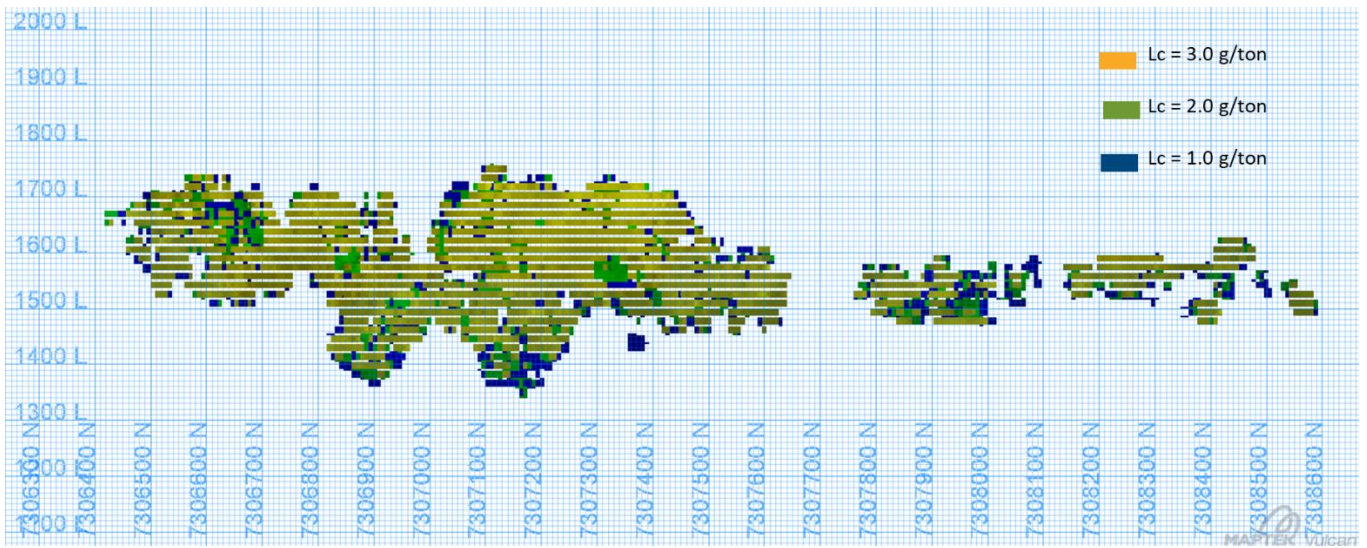 2000 L
1900 L
1800 L
1700 L
1600 L
1500 L
1400 L
1300 L
Lc = 3.0 g/ton
Lc = 2.0 g/ton
Lc = 1.0 g/ton
7306400 N
7306500 N
7306600 N
7306700 N
7306800 N
7306900 N
7307000 N
7307100 N
7307200 N
7307300 N
7307400 N
7307500 N
7307600 N
7307700 N
7307800 N
7307900 N
7308000 N
7308100 N
7308200 N
7308300 N
7308400 N
7308500 N
7308600 N
MAPTEK Vulcan